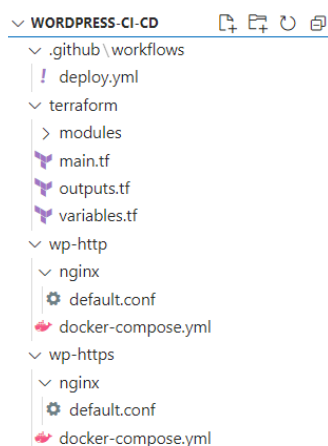 WORDPRESS-CI-CD
.github\workflows
deploy.yml
terraform
modules
main.tf
outputs.tf
variables.tf
wp-http
nginx
default.conf
docker-compose.yml
wp-https
nginx
default.conf
docker-compose.yml